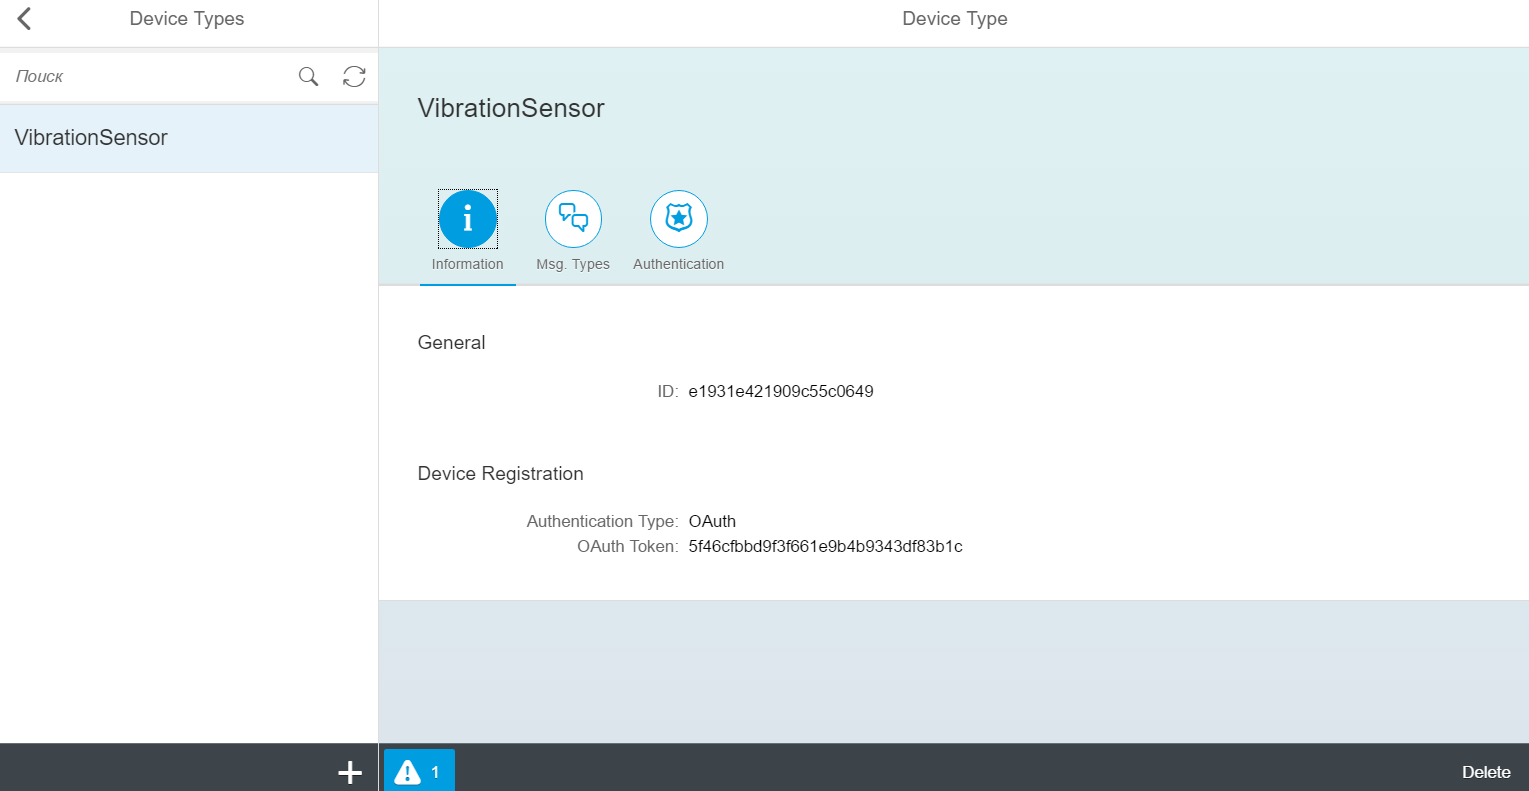 Device Types
Поиск
VibrationSensor
Device Type
VibrationSensor
Information
Msg. Types
Authentication
General
ID: e1931e421909c55c0649
Device Registration
Authentication Type: OAuth
OAuth Token: 5f46cfbbd9f3f661e9b4b9343df83b1c
1
Delete